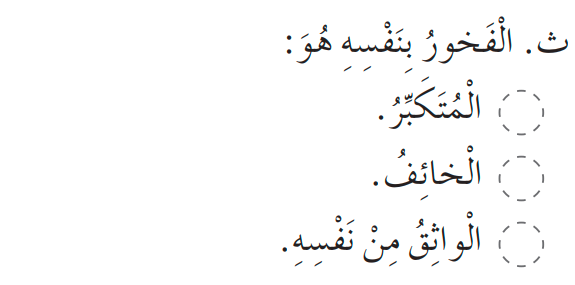 ث. الْفَخورُ بِنَفْسِهِ هُوَ:
الْمُتَكَبِّرُ.
الْخائِفُ.
الْواثِقُ مِنْ نَفْسِهِ.